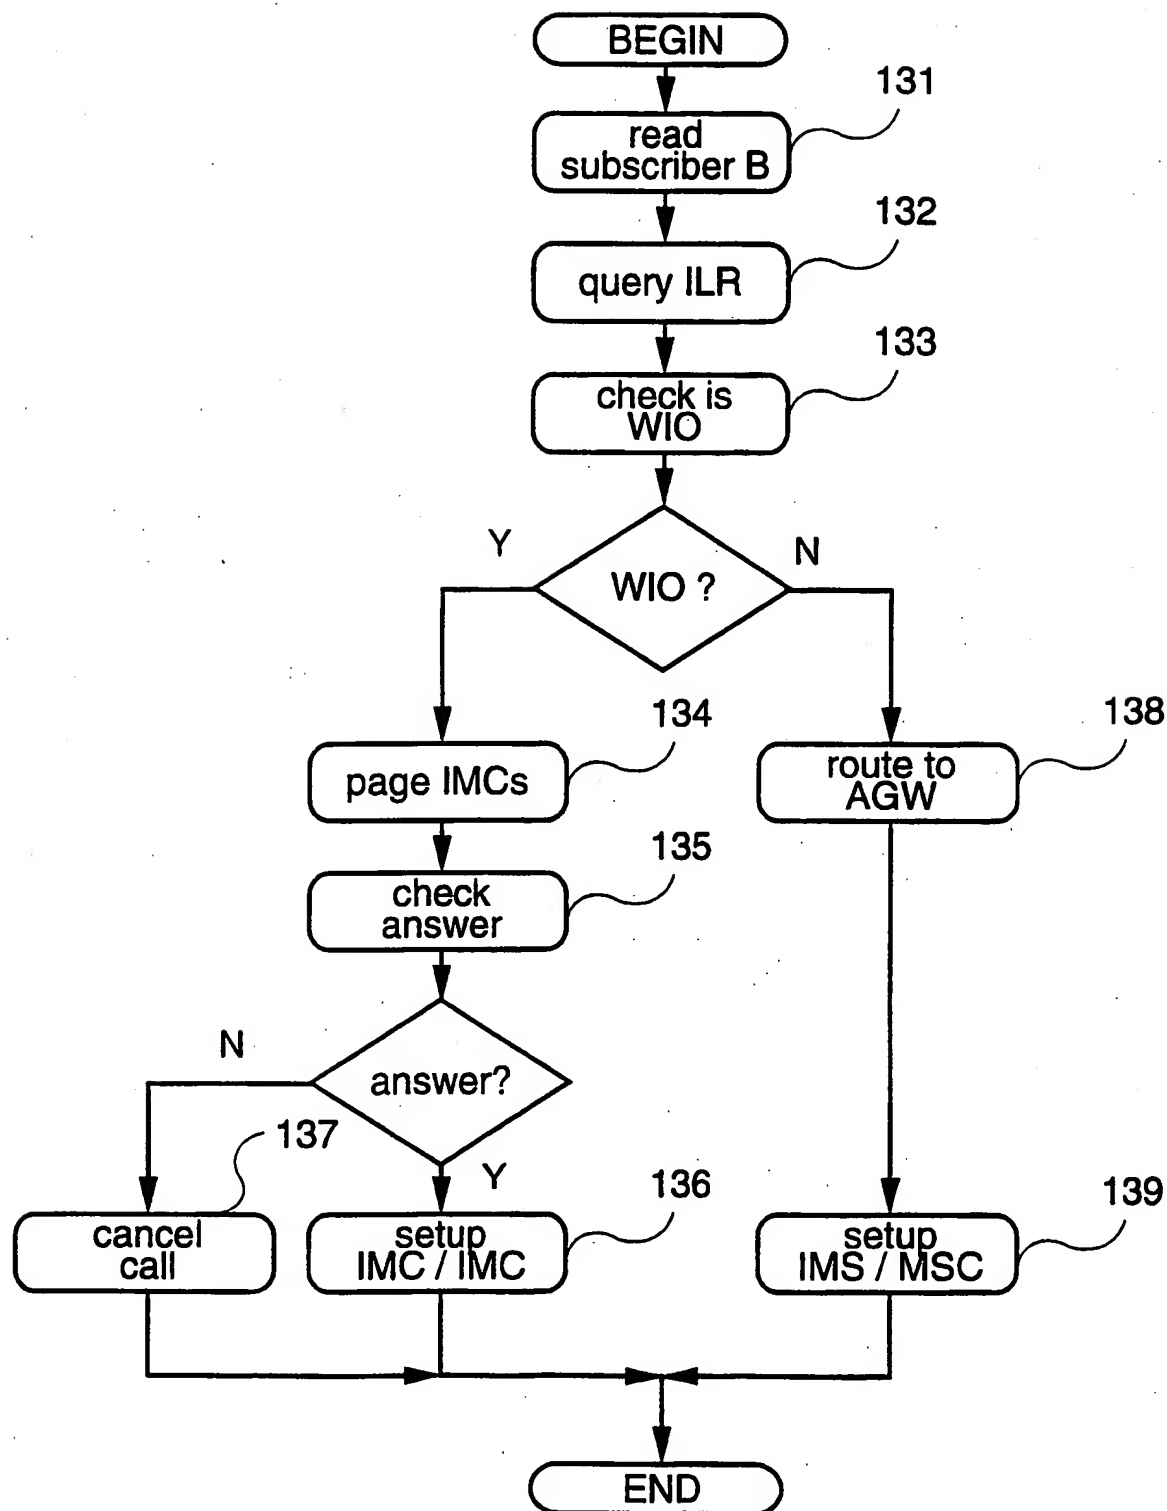 BEGIN
131
read
subscriber B
132
query ILR
133
check is
WIO
Y
N
WIO ?
134
138
page IMCs
route to
AGW
135
check
answer
N
answer?
137
Y
136
139
cancel
call
setup
IMC / IMC
setup
IMS / MSC
END